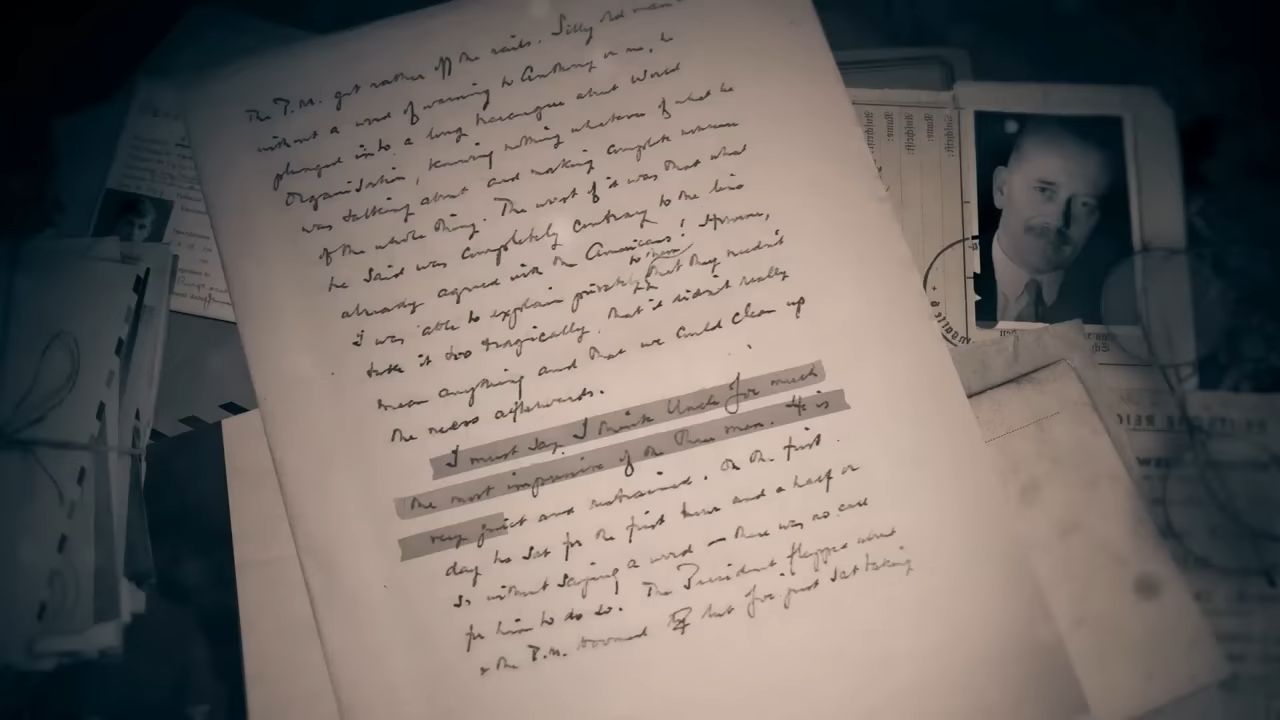 The P.M. got rather off the rails. Silly old man –
without a word of warning to Anthony or me, he
plunged into a long harangue about World
Organisation, knowing nothing whatever of what he
was talking about and making complete nonsense
of the whole thing. The worst of it was that what
he said was completely contrary to the line
already agreed with the Americans! However,
I was able to explain privately to them that they needn't
take it too tragically, that it didn't really
mean anything and that we could clean up
the mess afterwards.
I must say I think Uncle Joe much
the most impressive of the three men. He is
very quiet and restrained. On the first
day he sat for the first hour and a half or
so without saying a word — there was no call
for him to do so. The President flapped about
& the P.M. boomed but Joe just sat taking